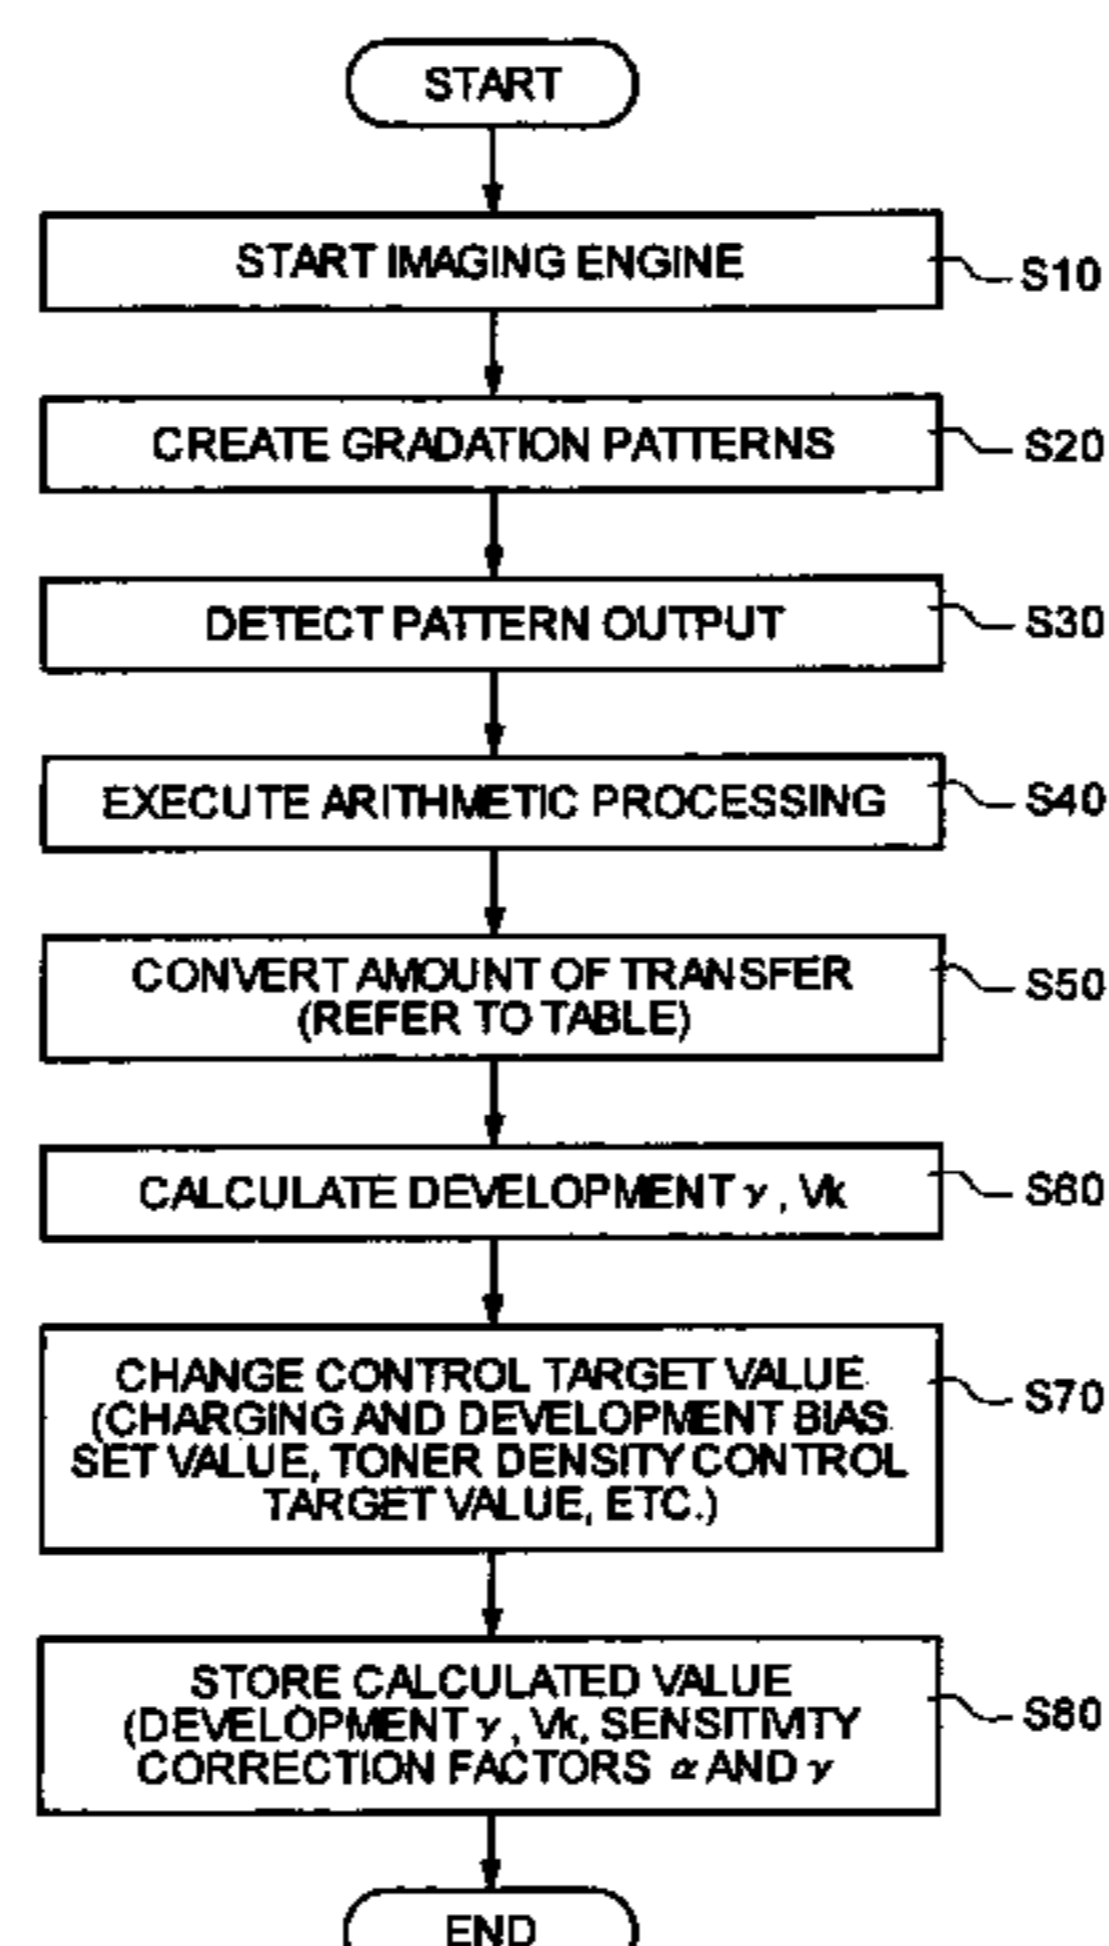 START
START IMAGING ENGINE
S10
CREATE GRADATION PATTERNS
S20
DETECT PATTERN OUTPUT
S30
EXECUTE ARITHMETIC PROCESSING
S40
CONVERT AMOUNT OF TRANSFER
(REFER TO TABLE)
S50
CALCULATE DEVELOPMENT γ, Vk
S60
CHANGE CONTROL TARGET VALUE
(CHARGING AND DEVELOPMENT BIAS
SET VALUE, TONER DENSITY CONTROL
TARGET VALUE, ETC.)
S70
STORE CALCULATED VALUE
(DEVELOPMENT γ, Vk, SENSITIVITY
CORRECTION FACTORS α AND γ
S80
END